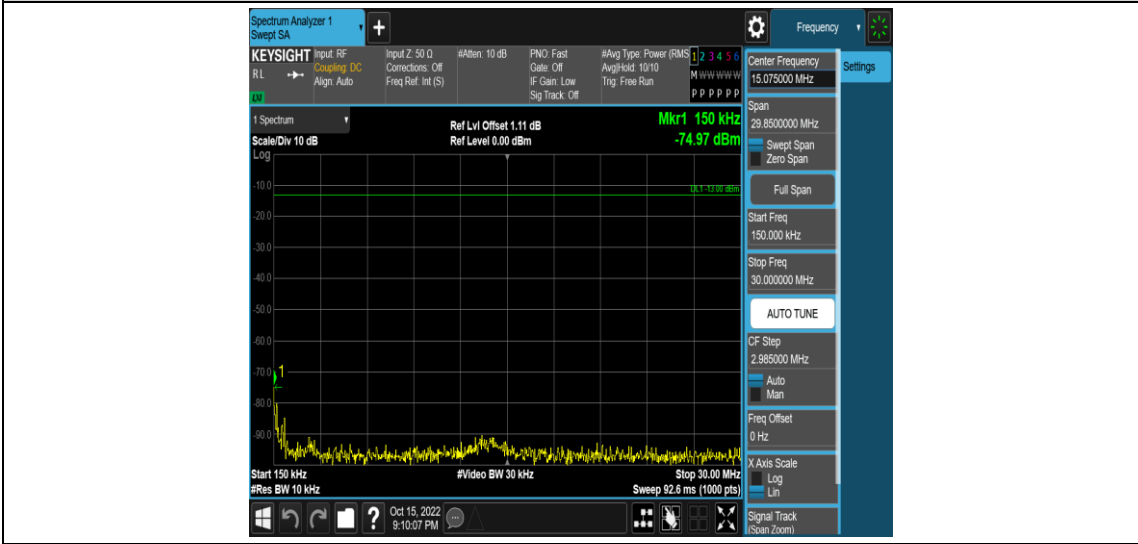 Spectrum Analyzer 1
Swept SA
+
Frequency
KEYSIGHT
RL
Input: RF
Coupling: DC
Align: Auto
Input Z: 50 Ω
Corrections: Off
Freq Ref: Int (S)
#Atten: 10 dB
PNO: Fast
Gate: Off
IF Gain: Low
Sig Track: Off
#Avg Type: Power (RMS
Avg|Hold: 10/10
Trig: Free Run
1 2 3 4 5 6
M W W W W W
P P P P P P
1 Spectrum
Scale/Div 10 dB
Log
Ref Lvl Offset 1.11 dB
Ref Level 0.00 dBm
Mkr1 150 kHz
-74.97 dBm
DL1 -13.00 dBm
-10.0
-20.0
-30.0
-40.0
-50.0
-60.0
-70.0
1
-80.0
-90.0
Start 150 kHz
#Res BW 10 kHz
#Video BW 30 kHz
Stop 30.00 MHz
Sweep 92.6 ms (1000 pts)
Center Frequency
15.075000 MHz
Settings
Span
29.8500000 MHz
Swept Span
Zero Span
Full Span
Start Freq
150.000 kHz
Stop Freq
30.000000 MHz
AUTO TUNE
CF Step
2.985000 MHz
Auto
Man
Freq Offset
0 Hz
X Axis Scale
Log
Lin
Signal Track
(Span Zoom)
?
Oct 15, 2022
9:10:07 PM